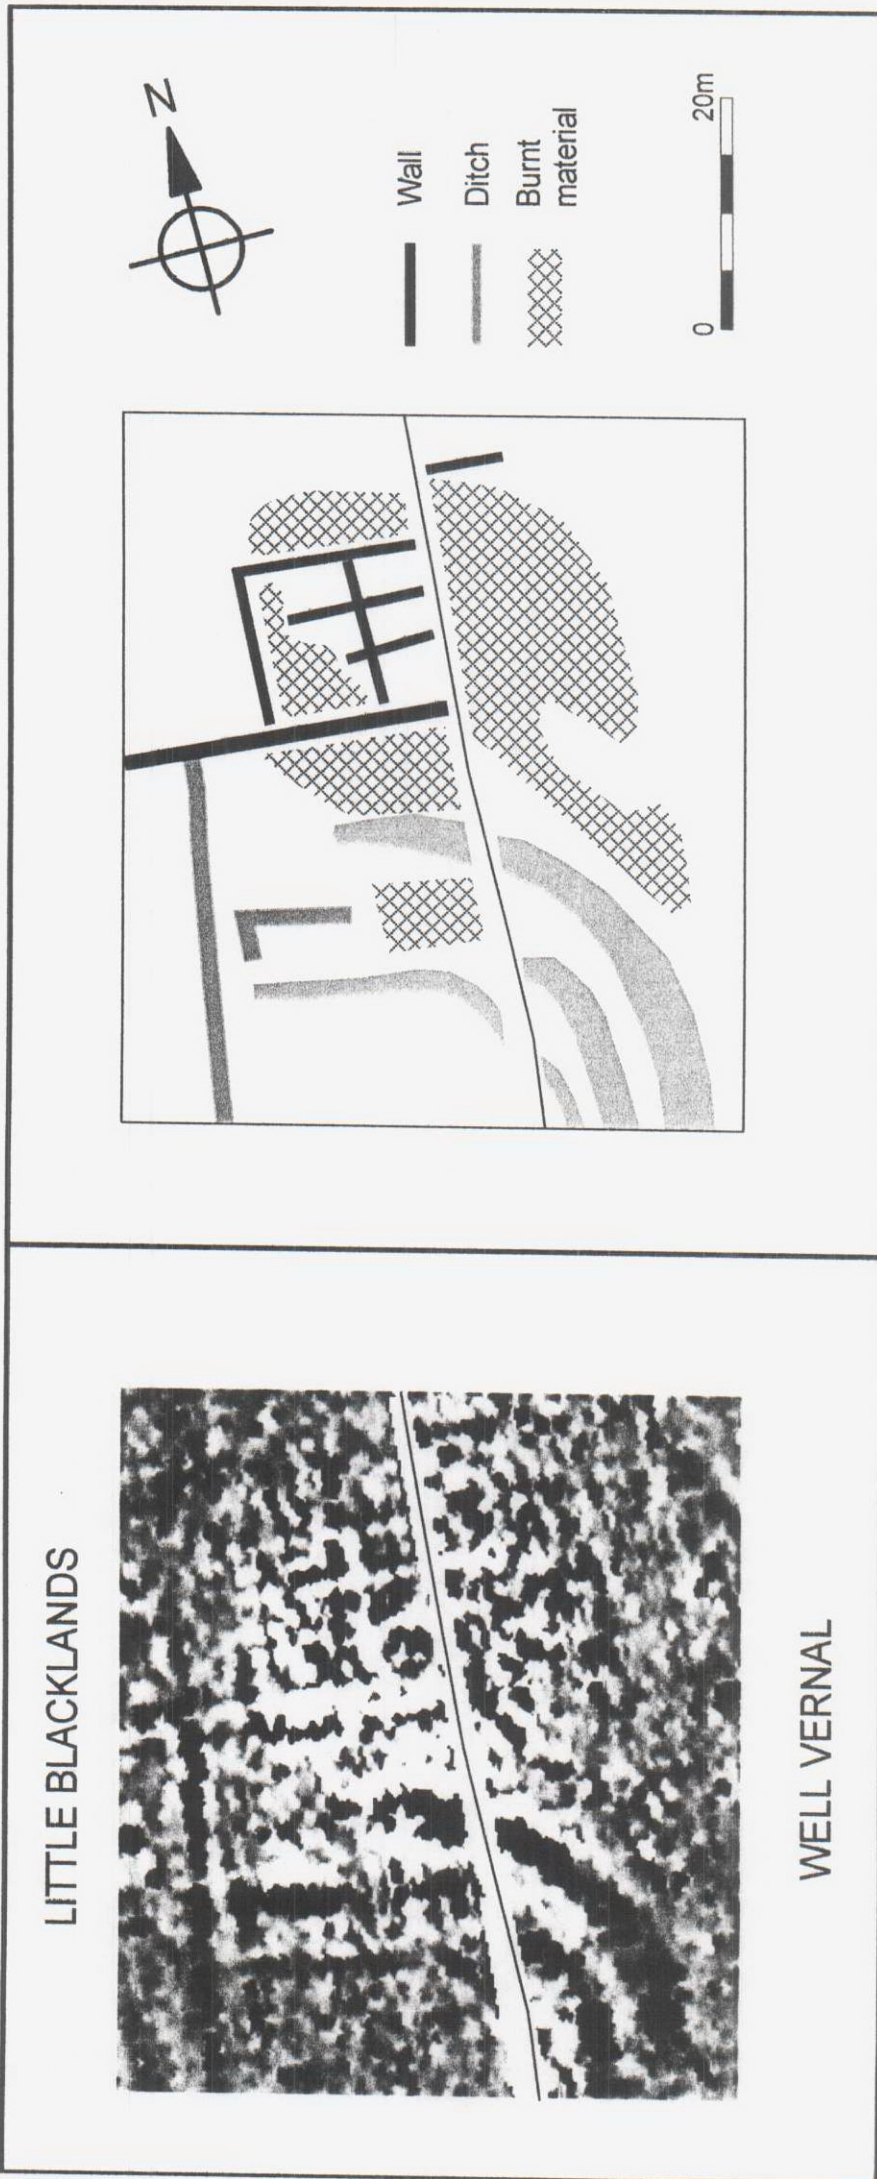 LITTLE BLACKLANDS
WELL VERNAL
N
Wall
Ditch
Burnt
material
0
20m